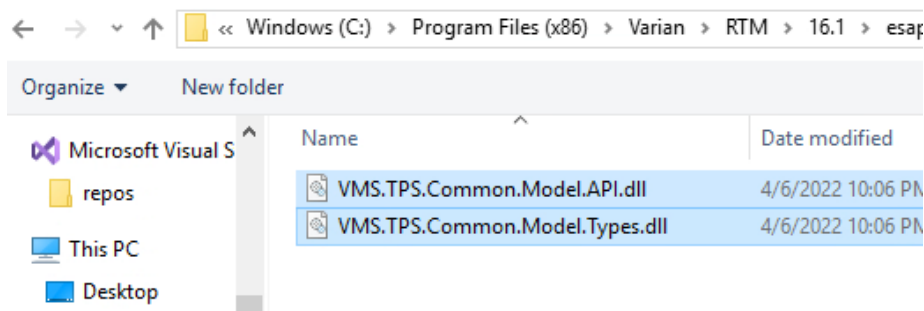 « Windows (C:) > Program Files (x86) > Varian > RTM > 16.1 > esap
Organize New folder
Name Date modified
Microsoft Visual S
repos
This PC
Desktop
VMS.TPS.Common.Model.API.dll 4/6/2022 10:06 PM
VMS.TPS.Common.Model.Types.dll 4/6/2022 10:06 PM